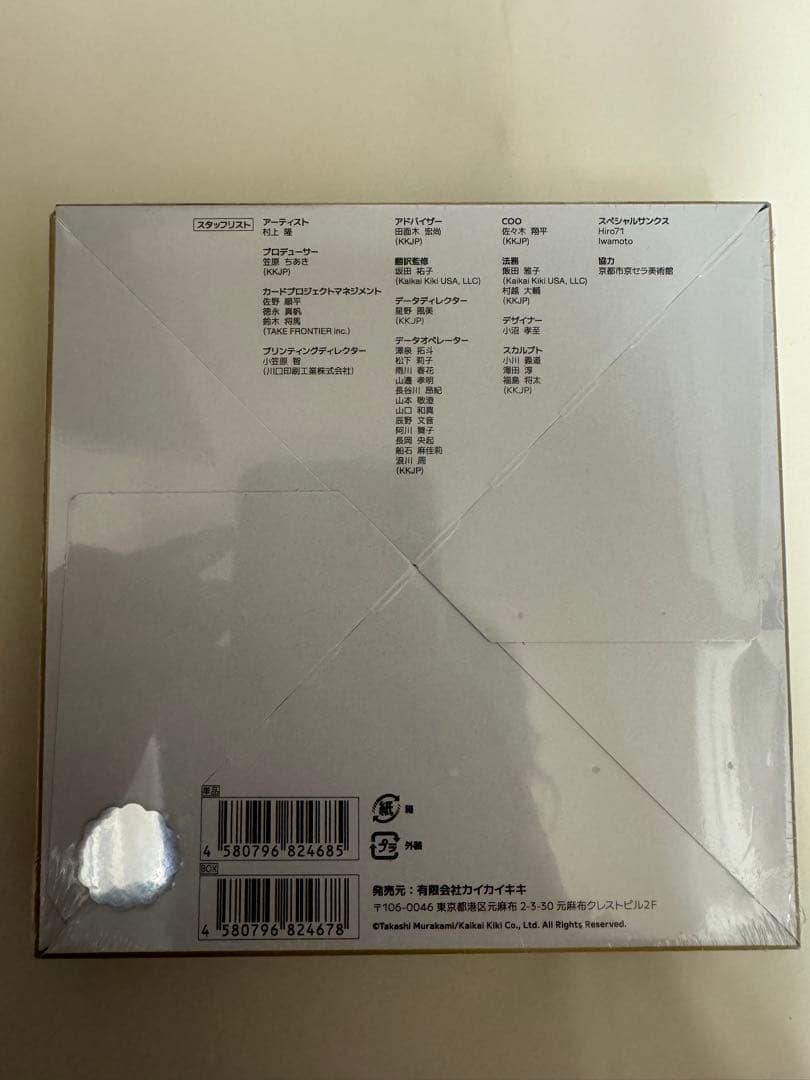 スタッフリスト
アーティスト
村上 隆
プロデューサー
笠原 ちあき
(KKJP)
カードプロジェクトマネジメント
佐野 順平
徳永 真帆
鈴木 将馬
(TAKE FRONTIER inc.)
プリンティングディレクター
小笠原 智
(川口印刷工業株式会社)
アドバイザー
田面木 宏尚
(KKJP)
翻訳監修
坂田 祐子
(Kaikai Kiki USA, LLC)
データディレクター
星野 風美
(KKJP)
データオペレーター
澤泉 拓斗
松下 莉子
雨川 春花
山邊 孝明
長谷川 昂紀
山本 敬澄
山口 和真
辰野 文音
阿川 舞子
長岡 央起
船石 麻佳莉
浪川 周
(KKJP)
COO
佐々木 翔平
(KKJP)
法務
飯田 雅子
(Kaikai Kiki USA, LLC)
村越 大輔
(KKJP)
デザイナー
小沼 孝至
スカルプト
小川 義道
澤田 淳
福島 将太
(KKJP)
スペシャルサンクス
Hiro71
Iwamoto
協力
京都市京セラ美術館
単品
4 580796 824685
BOX
4 580796 824678
紙 箱
プラ 外装
発売元：有限会社カイカイキキ
〒106-0046 東京都港区元麻布 2-3-30 元麻布クレストビル2F
©Takashi Murakami/Kaikai Kiki Co., Ltd. All Rights Reserved.